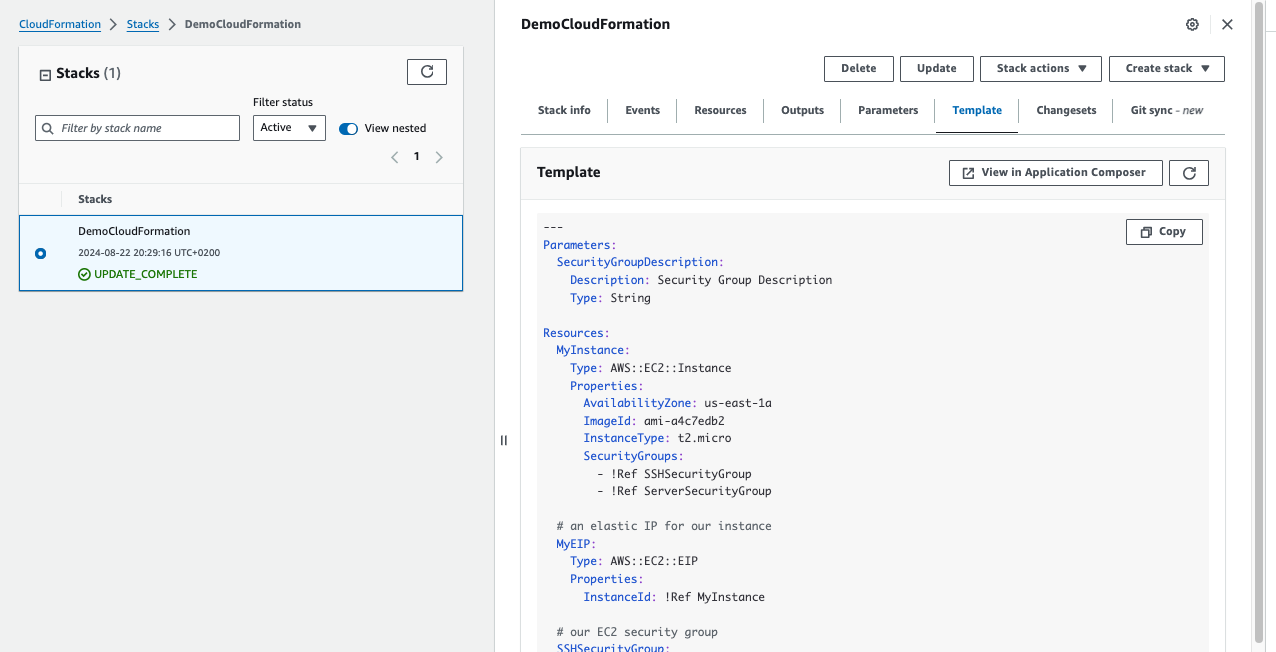 CloudFormation > Stacks > DemoCloudFormation
Stacks (1)
Filter status
Filter by stack name
Active
View nested
1
Stacks
DemoCloudFormation
2024-08-22 20:29:16 UTC+0200
UPDATE_COMPLETE
DemoCloudFormation
Delete
Update
Stack actions
Create stack
Stack info
Events
Resources
Outputs
Parameters
Template
Changesets
Git sync - new
Template
View in Application Composer
Copy
---
Parameters:
  SecurityGroupDescription:
    Description: Security Group Description
    Type: String

Resources:
  MyInstance:
    Type: AWS::EC2::Instance
    Properties:
      AvailabilityZone: us-east-1a
      ImageId: ami-a4c7edb2
      InstanceType: t2.micro
      SecurityGroups:
        - !Ref SSHSecurityGroup
        - !Ref ServerSecurityGroup

  # an elastic IP for our instance
  MyEIP:
    Type: AWS::EC2::EIP
    Properties:
      InstanceId: !Ref MyInstance

  # our EC2 security group
  SSHSecurityGroup: